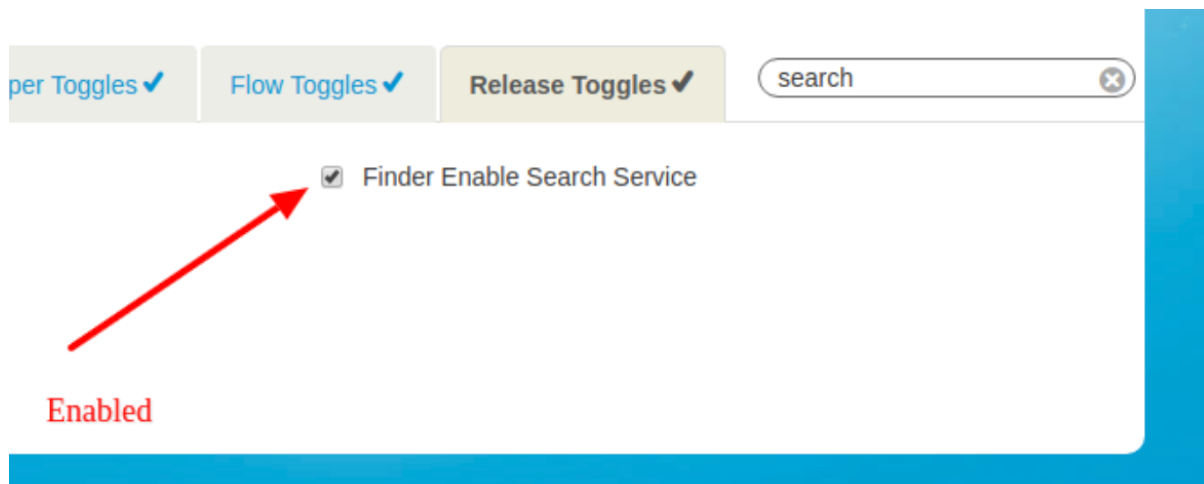 per Toggles✔
Flow Toggles✔
Release Toggles✔
search
Finder Enable Search Service
Enabled